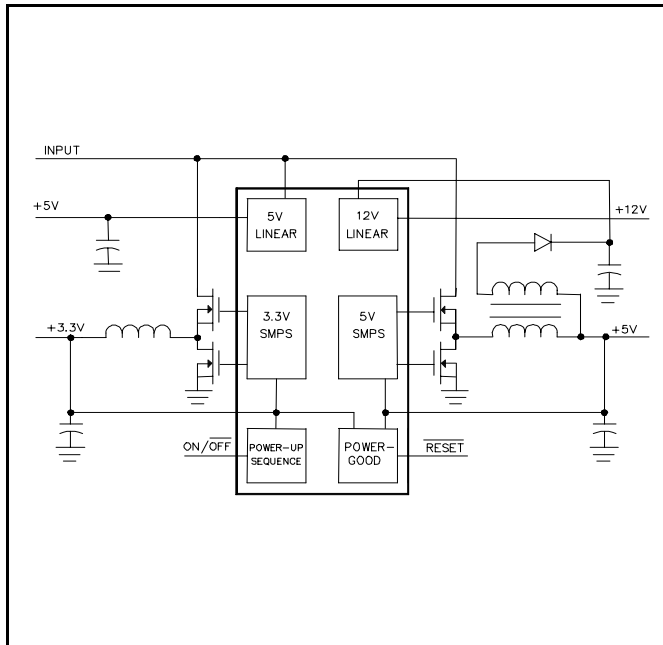 INPUT
+5V
5V
LINEAR
12V
LINEAR
+12V
+3.3V
3.3V
SMPS
5V
SMPS
+5V
ON/OFF
POWER-UP
SEQUENCE
POWER-
GOOD
RESET